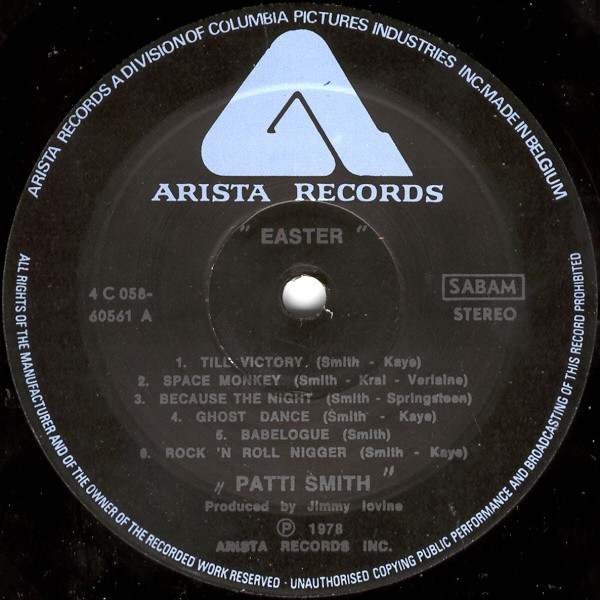 ARISTA RECORDS A DIVISION OF COLUMBIA PICTURES INDUSTRIES INC. MADE IN BELGIUM
ARISTA RECORDS
" EASTER "
4 C 058-
60561 A
SABAM
STEREO
1. TILL VICTORY. (Smith - Kaye)
2. SPACE MONKEY (Smith - Kral - Verlaine)
3. BECAUSE THE NIGHT (Smith - Springsteen)
4. GHOST DANCE (Smith - Kaye)
5. BABELOGUE (Smith)
6. ROCK 'N ROLL NIGGER (Smith - Kaye)
" PATTI SMITH "
Produced by Jimmy Iovine
Ⓟ 1978
ARISTA RECORDS INC.
ALL RIGHTS OF THE MANUFACTURER AND OF THE OWNER OF THE RECORDED WORK RESERVED · UNAUTHORISED COPYING PUBLIC PERFORMANCE AND BROADCASTING OF THIS RECORD PROHIBITED